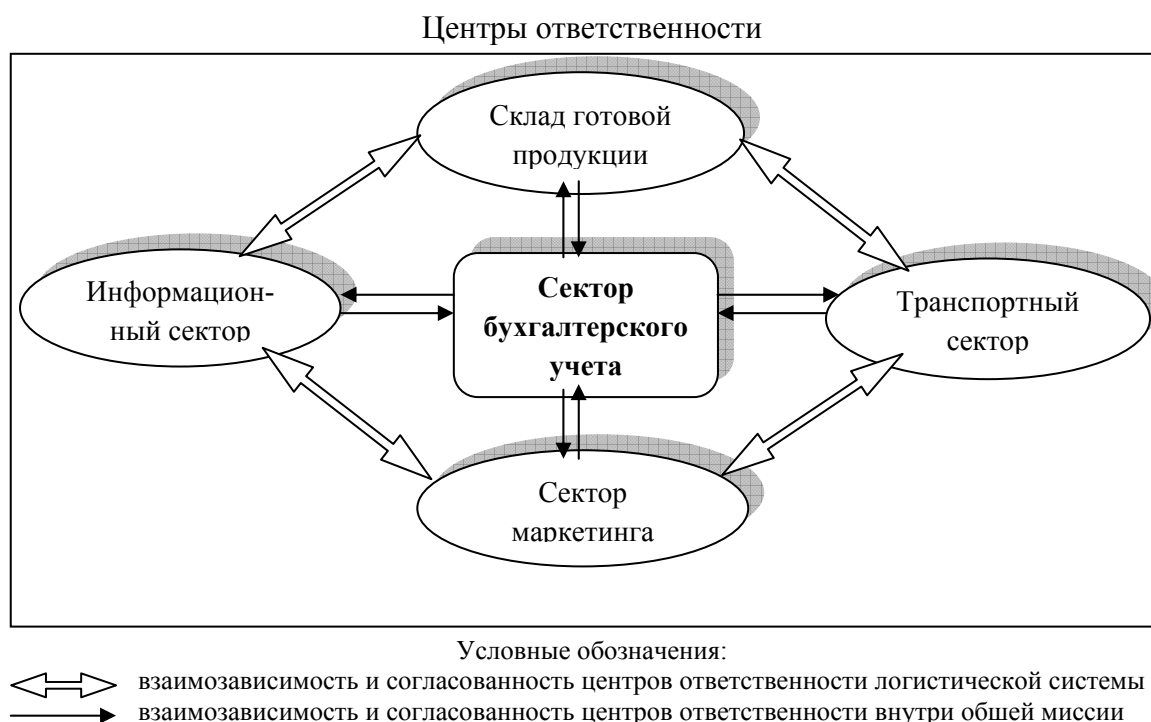 Центры ответственности
Склад готовой
продукции
Информацион-
ный сектор
Сектор
бухгалтерского
учета
Транспортный
сектор
Сектор
маркетинга
Условные обозначения:
взаимозависимость и согласованность центров ответственности логистической системы
взаимозависимость и согласованность центров ответственности внутри общей миссии